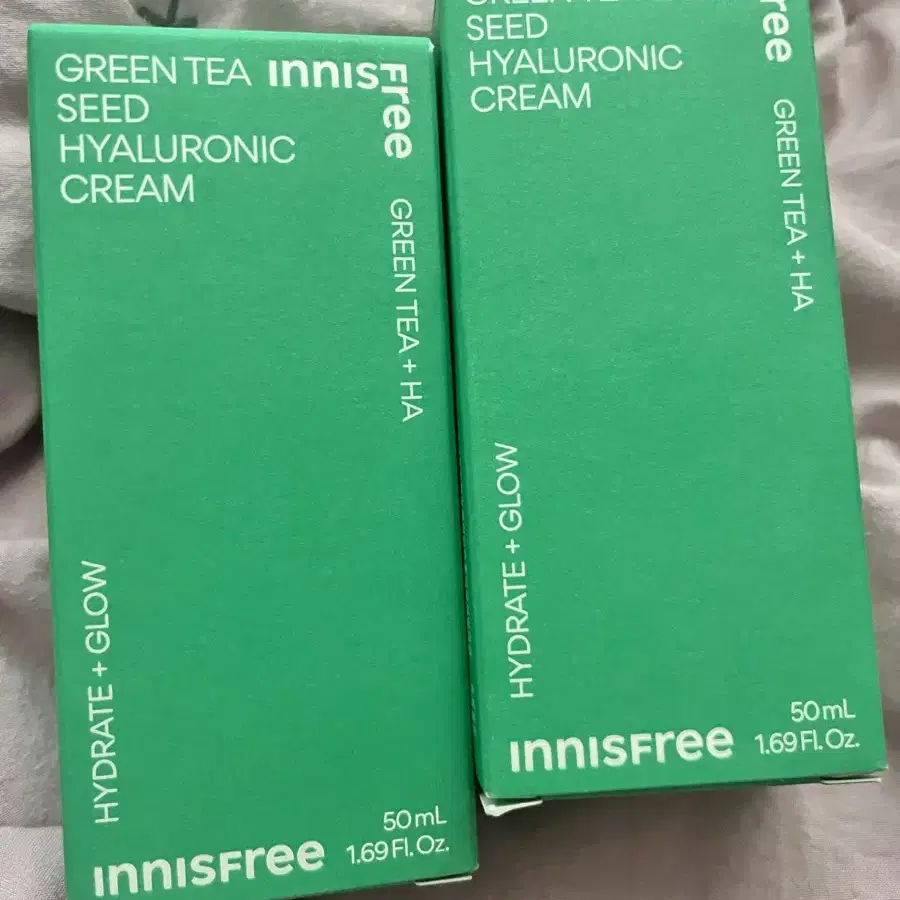 GREEN TEA
SEED
HYALURONIC
CREAM
innisFree
GREEN TEA + HA
HYDRATE + GLOW
innisFree
50 mL
1.69 Fl. Oz.
SEED
HYALURONIC
CREAM
ree
GREEN TEA + HA
HYDRATE + GLOW
innisFree
50 mL
1.69 Fl. Oz.